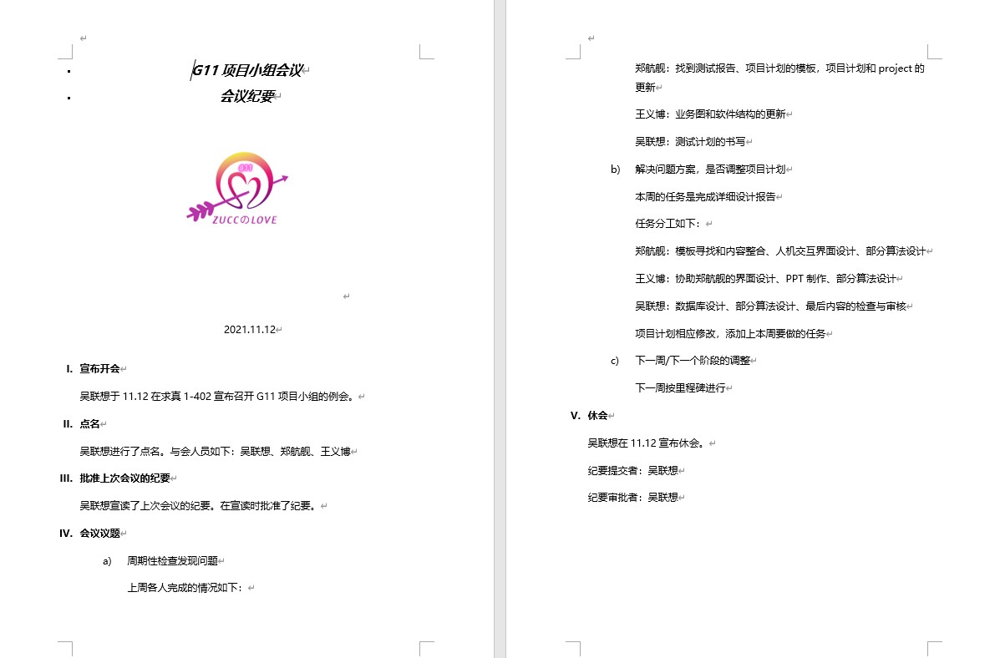 G11 项目小组会议
会议纪要
G11
ZUCCのLOVE
2021.11.12
I. 宣布开会
吴联想于 11.12 在求真 1-402 宣布召开 G11 项目小组的例会。
II. 点名
吴联想进行了点名。与会人员如下：吴联想、郑航舰、王义博
III. 批准上次会议的纪要
吴联想宣读了上次会议的纪要。在宣读时批准了纪要。
IV. 会议议题
a) 周期性检查发现问题
上周各人完成的情况如下：
郑航舰：找到测试报告、项目计划的模板，项目计划和 project 的
更新
王义博：业务图和软件结构的更新
吴联想：测试计划的书写
b) 解决问题方案，是否调整项目计划
本周的任务是完成详细设计报告
任务分工如下：
郑航舰：模板寻找和内容整合、人机交互界面设计、部分算法设计
王义博：协助郑航舰的界面设计、PPT 制作、部分算法设计
吴联想：数据库设计、部分算法设计、最后内容的检查与审核
项目计划相应修改，添加上本周要做的任务
c) 下一周/下一个阶段的调整
下一周按里程碑进行
V. 休会
吴联想在 11.12 宣布休会。
纪要提交者：吴联想
纪要审批者：吴联想